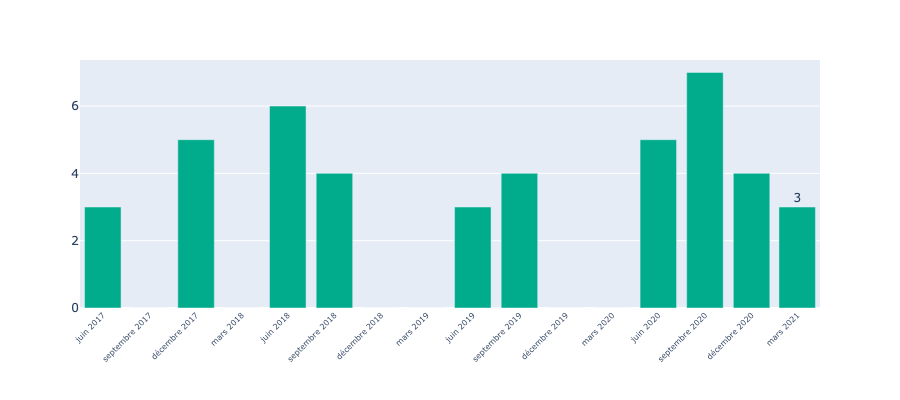 6
4
2
0
3
juin 2017
septembre 2017
décembre 2017
mars 2018
juin 2018
septembre 2018
décembre 2018
mars 2019
juin 2019
septembre 2019
décembre 2019
mars 2020
juin 2020
septembre 2020
décembre 2020
mars 2021